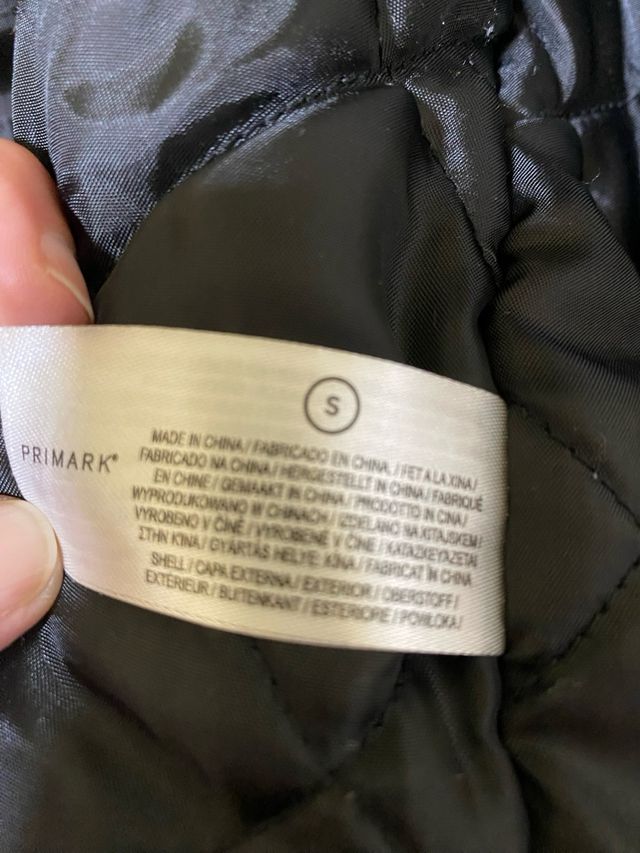 S
PRIMARK®
MADE IN CHINA / FABRICADO EN CHINA / FET A LA XINA /
FABRICADO NA CHINA / HERGESTELLT IN CHINA / FABRIQUÉ
EN CHINE / GEMAAKT IN CHINA / PRODOTTO IN CINA /
WYPRODUKOWANO W CHINACH / IZDELANO NA KITAJSKEM /
VYROBENO V ČÍNĚ / VYROBENÉ V ČÍNE / ΚΑΤΑΣΚΕΥΑΖΕΤΑΙ
ΣΤΗΝ ΚΙΝΑ / GYÁRTÁS HELYE: KÍNA / FABRICAT ÎN CHINA
SHELL / CAPA EXTERNA / EXTERIOR / OBERSTOFF /
EXTÉRIEUR / BUITENKANT / ESTERIORE / POWŁOKA /